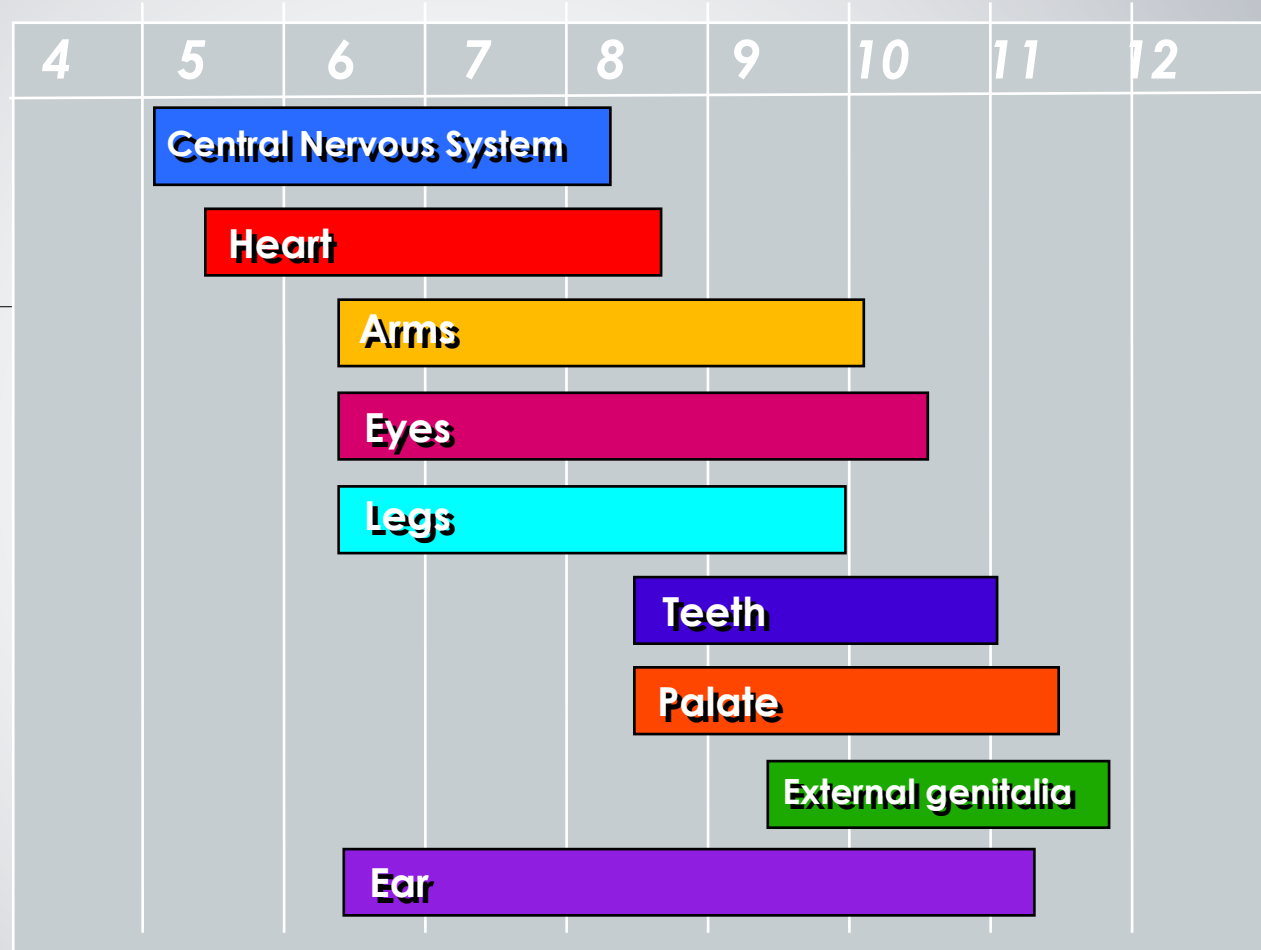 4 5 6 7 8 9 10 11 12
Central Nervous System
Heart
Arms
Eyes
Legs
Teeth
Palate
External genitalia
Ear